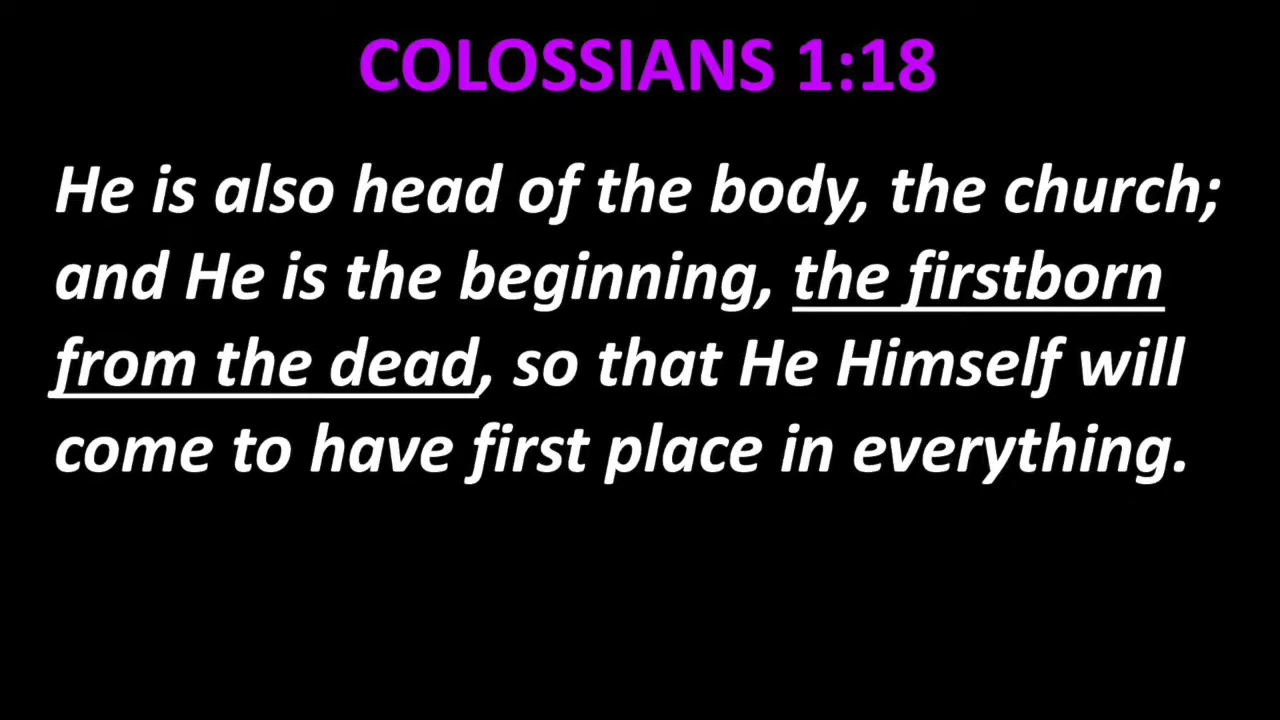 COLOSSIANS 1:18
He is also head of the body, the church;
and He is the beginning, the firstborn
from the dead, so that He Himself will
come to have first place in everything.